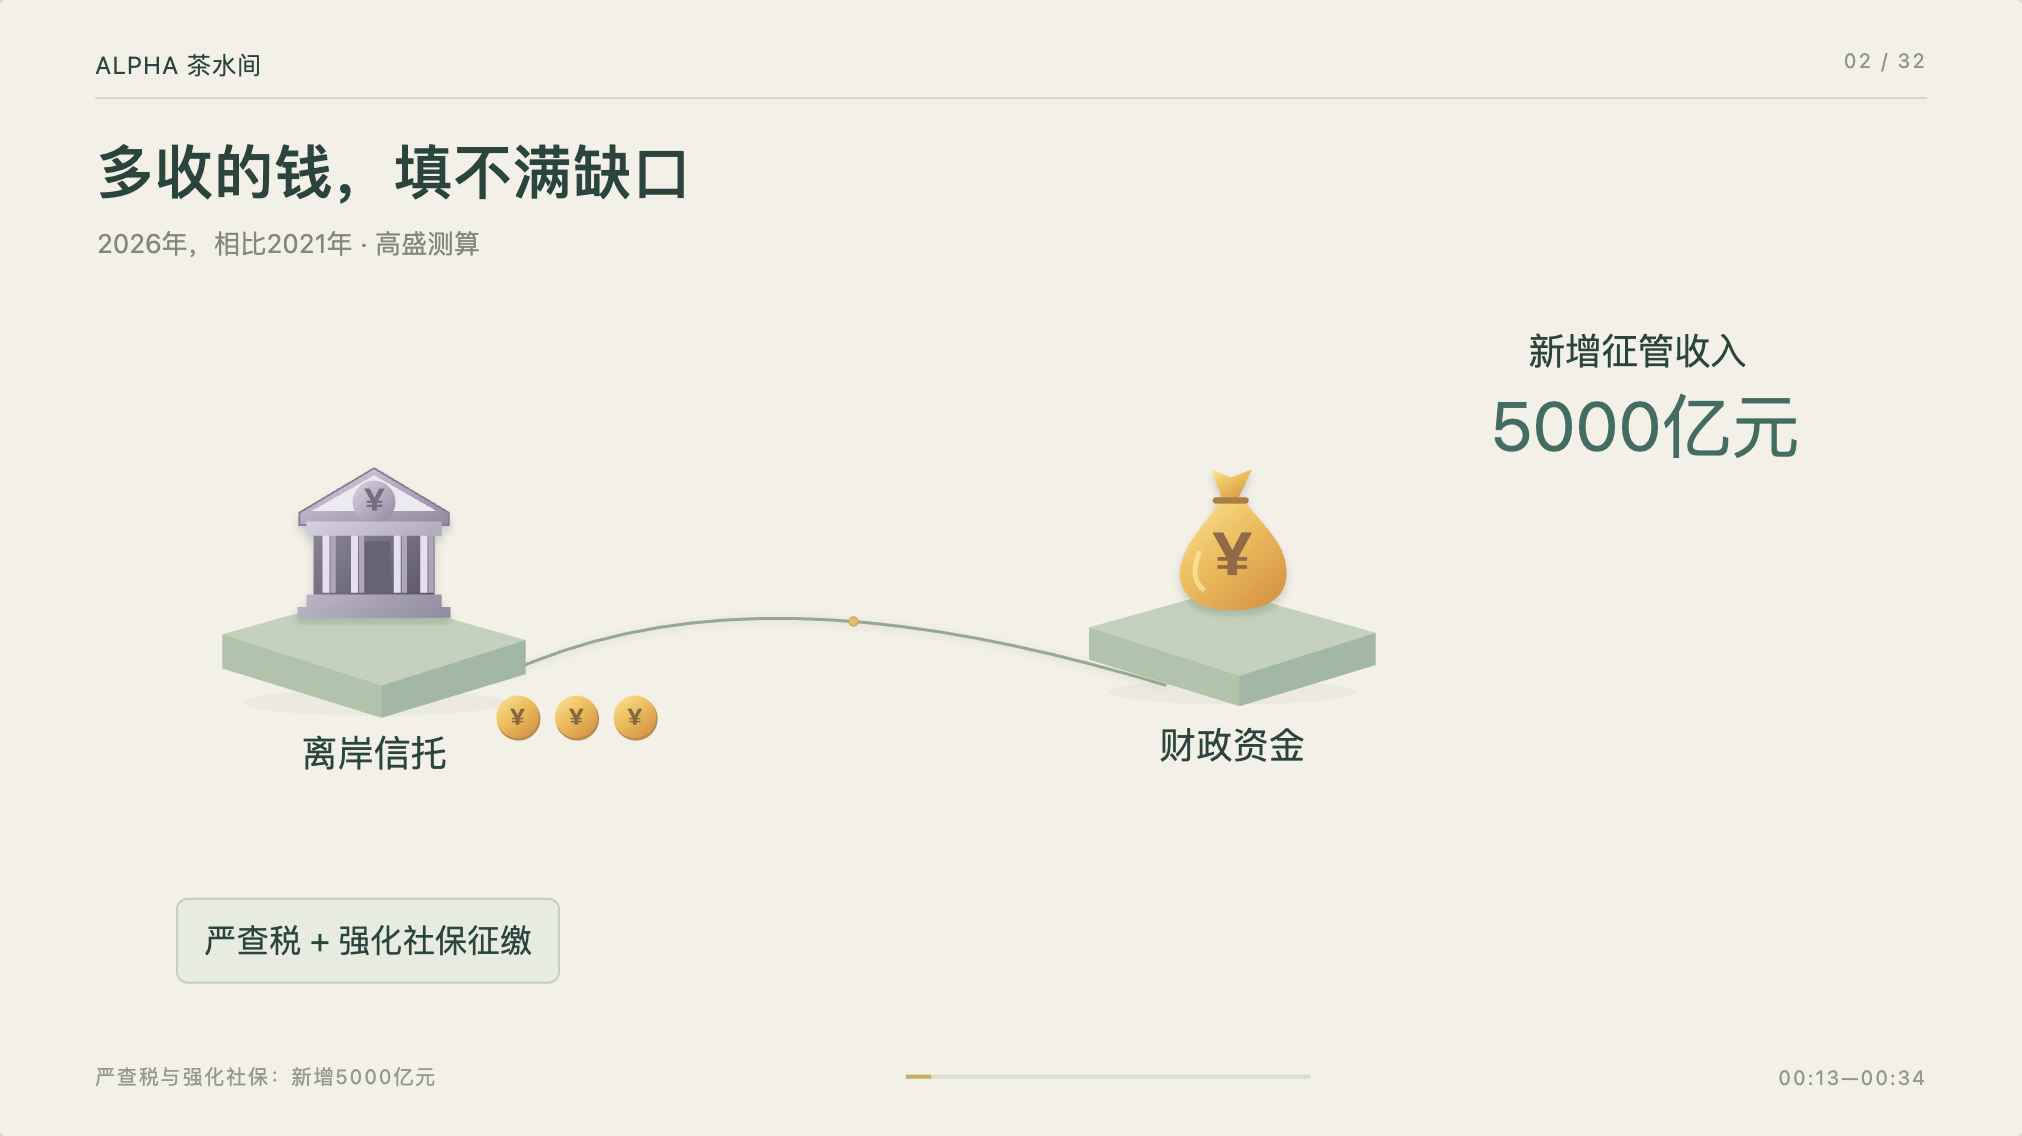 ALPHA 茶水间
02 / 32
多收的钱，填不满缺口
2026年，相比2021年 · 高盛测算
新增征管收入
5000亿元
¥
¥
¥ ¥ ¥
离岸信托
财政资金
严查税 + 强化社保征缴
严查税与强化社保：新增5000亿元
00:13—00:34